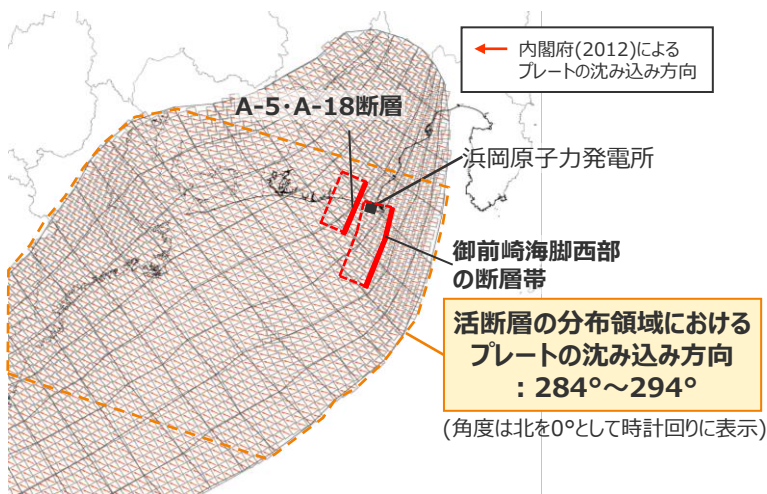 内閣府(2012)による
プレートの沈み込み方向
A-5・A-18断層
浜岡原子力発電所
御前崎海脚西部
の断層帯
活断層の分布領域における
プレートの沈み込み方向
：284°～294°
(角度は北を0°として時計回りに表示)